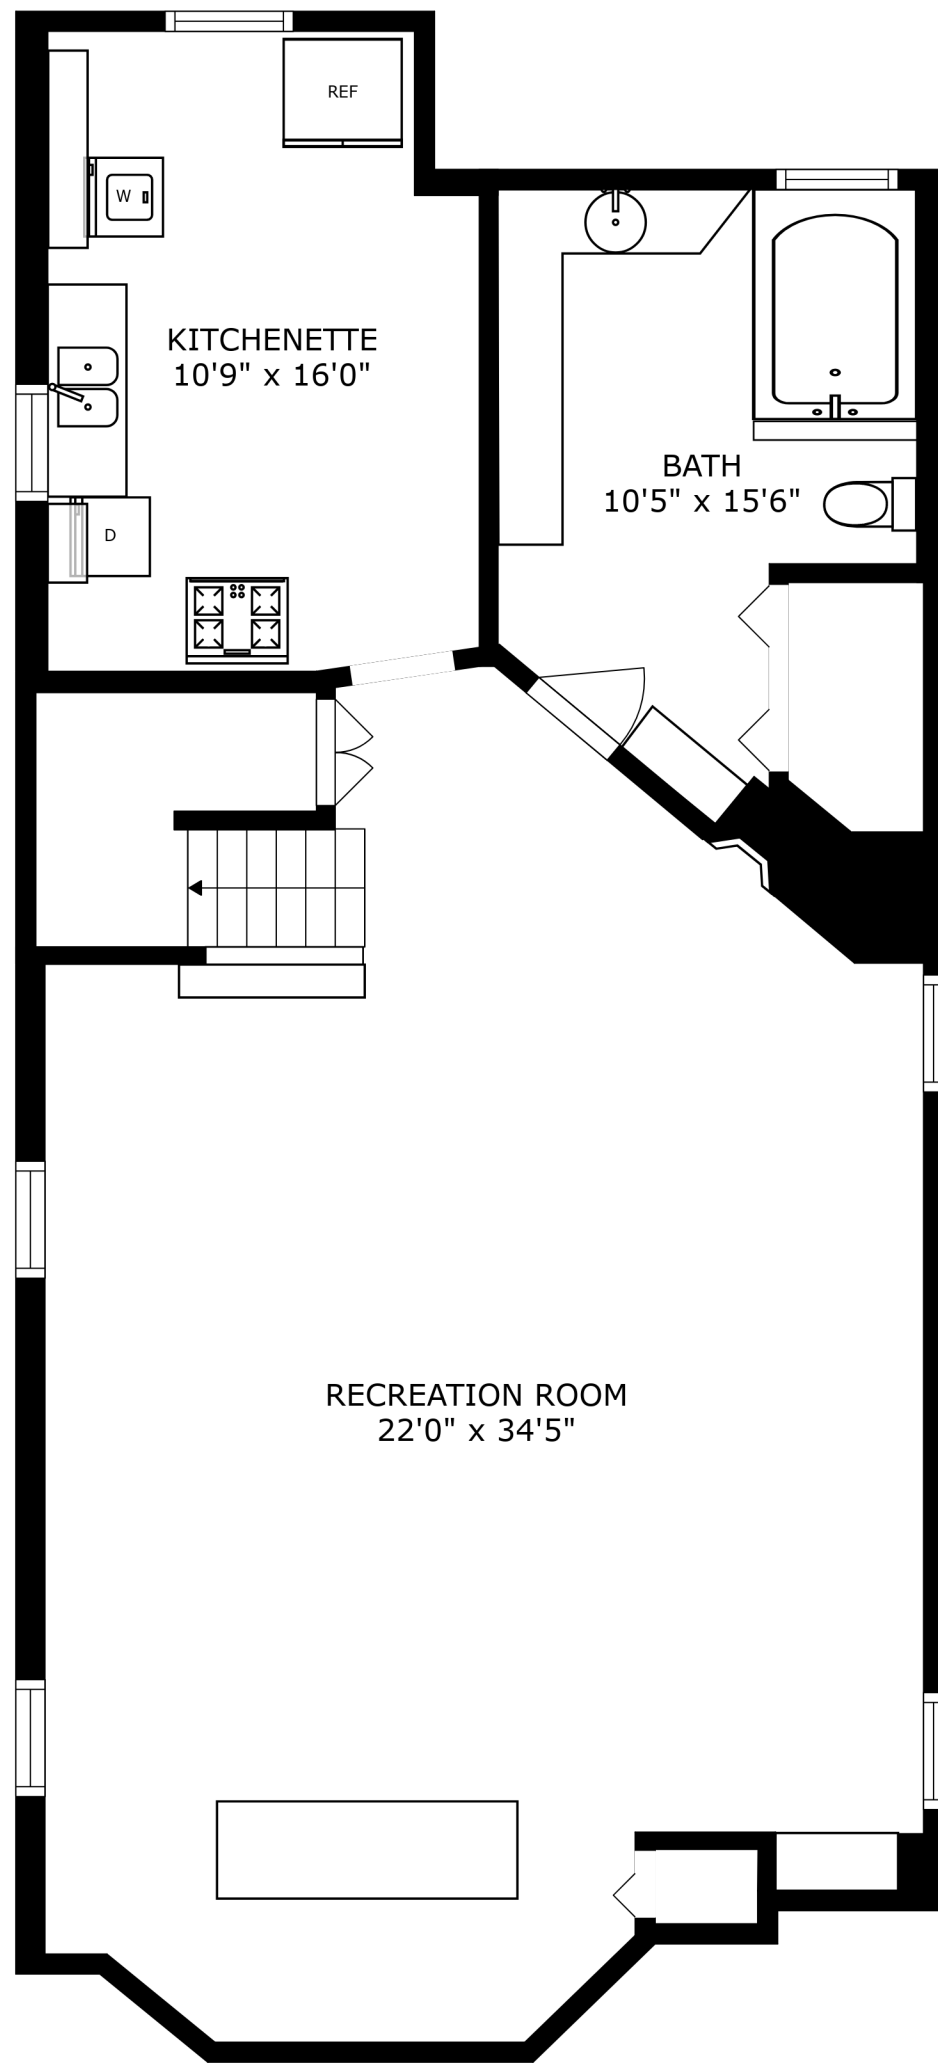 REF
W
KITCHENETTE
10'9" x 16'0"
BATH
10'5" x 15'6"
D
RECREATION ROOM
22'0" x 34'5"